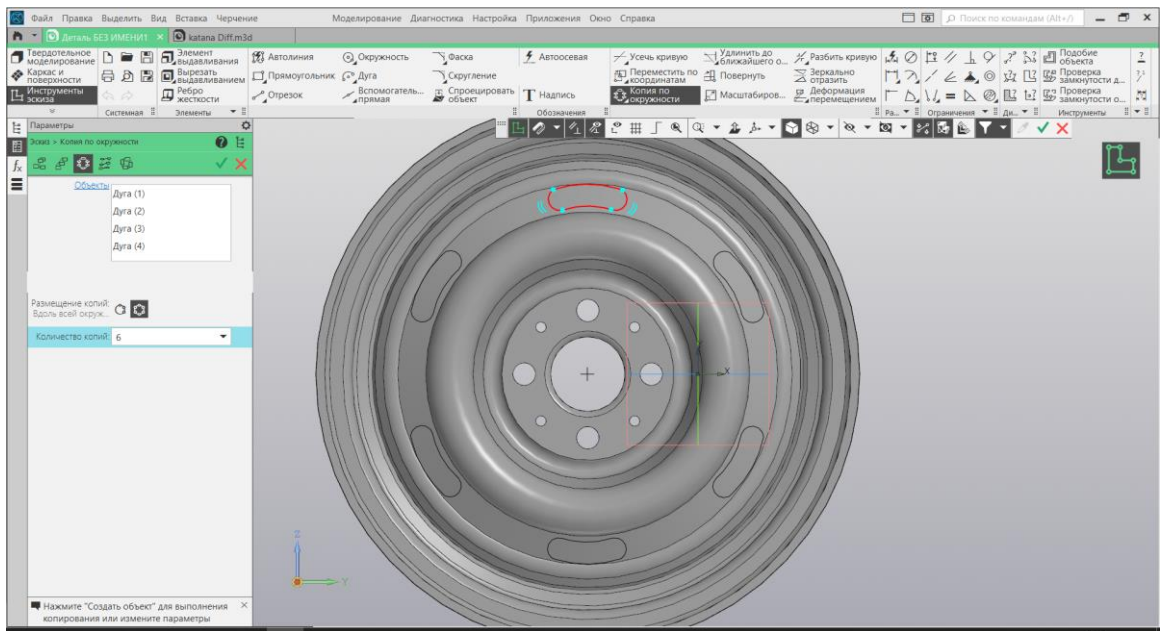 Файл Правка Выделить Вид Вставка Черчение Моделирование Диагностика Настройка Приложения Окно Справка Поиск по командам (Alt+/)
Деталь БЕЗ ИМЕНИ1 katana Diff.m3d
Твердотельное моделирование
Каркас и поверхности
Инструменты эскиза
Системная
Элемент выдавливания
Вырезать выдавливанием
Ребро жесткости
Элементы
Автолиния Окружность Фаска
Прямоугольник Дуга Скругление
Отрезок Вспомогатель... прямая Спроецировать объект
Автоосевая
Надпись
Обозначения
Усечь кривую Удлинить до ближайшего о... Разбить кривую
Переместить по координатам Повернуть Зеркально отразить
Копия по окружности Масштабиров... Деформация перемещением
Ра... Ограничения Ди...
Подобие объекта
Проверка замкнутости д...
Проверка замкнутости о...
Инструменты
Параметры
Эскиз > Копия по окружности
Объекты
Дуга (1)
Дуга (2)
Дуга (3)
Дуга (4)
Размещение копий:
Вдоль всей окруж...
Количество копий: 6
X
Z
Y
Нажмите "Создать объект" для выполнения
копирования или измените параметры